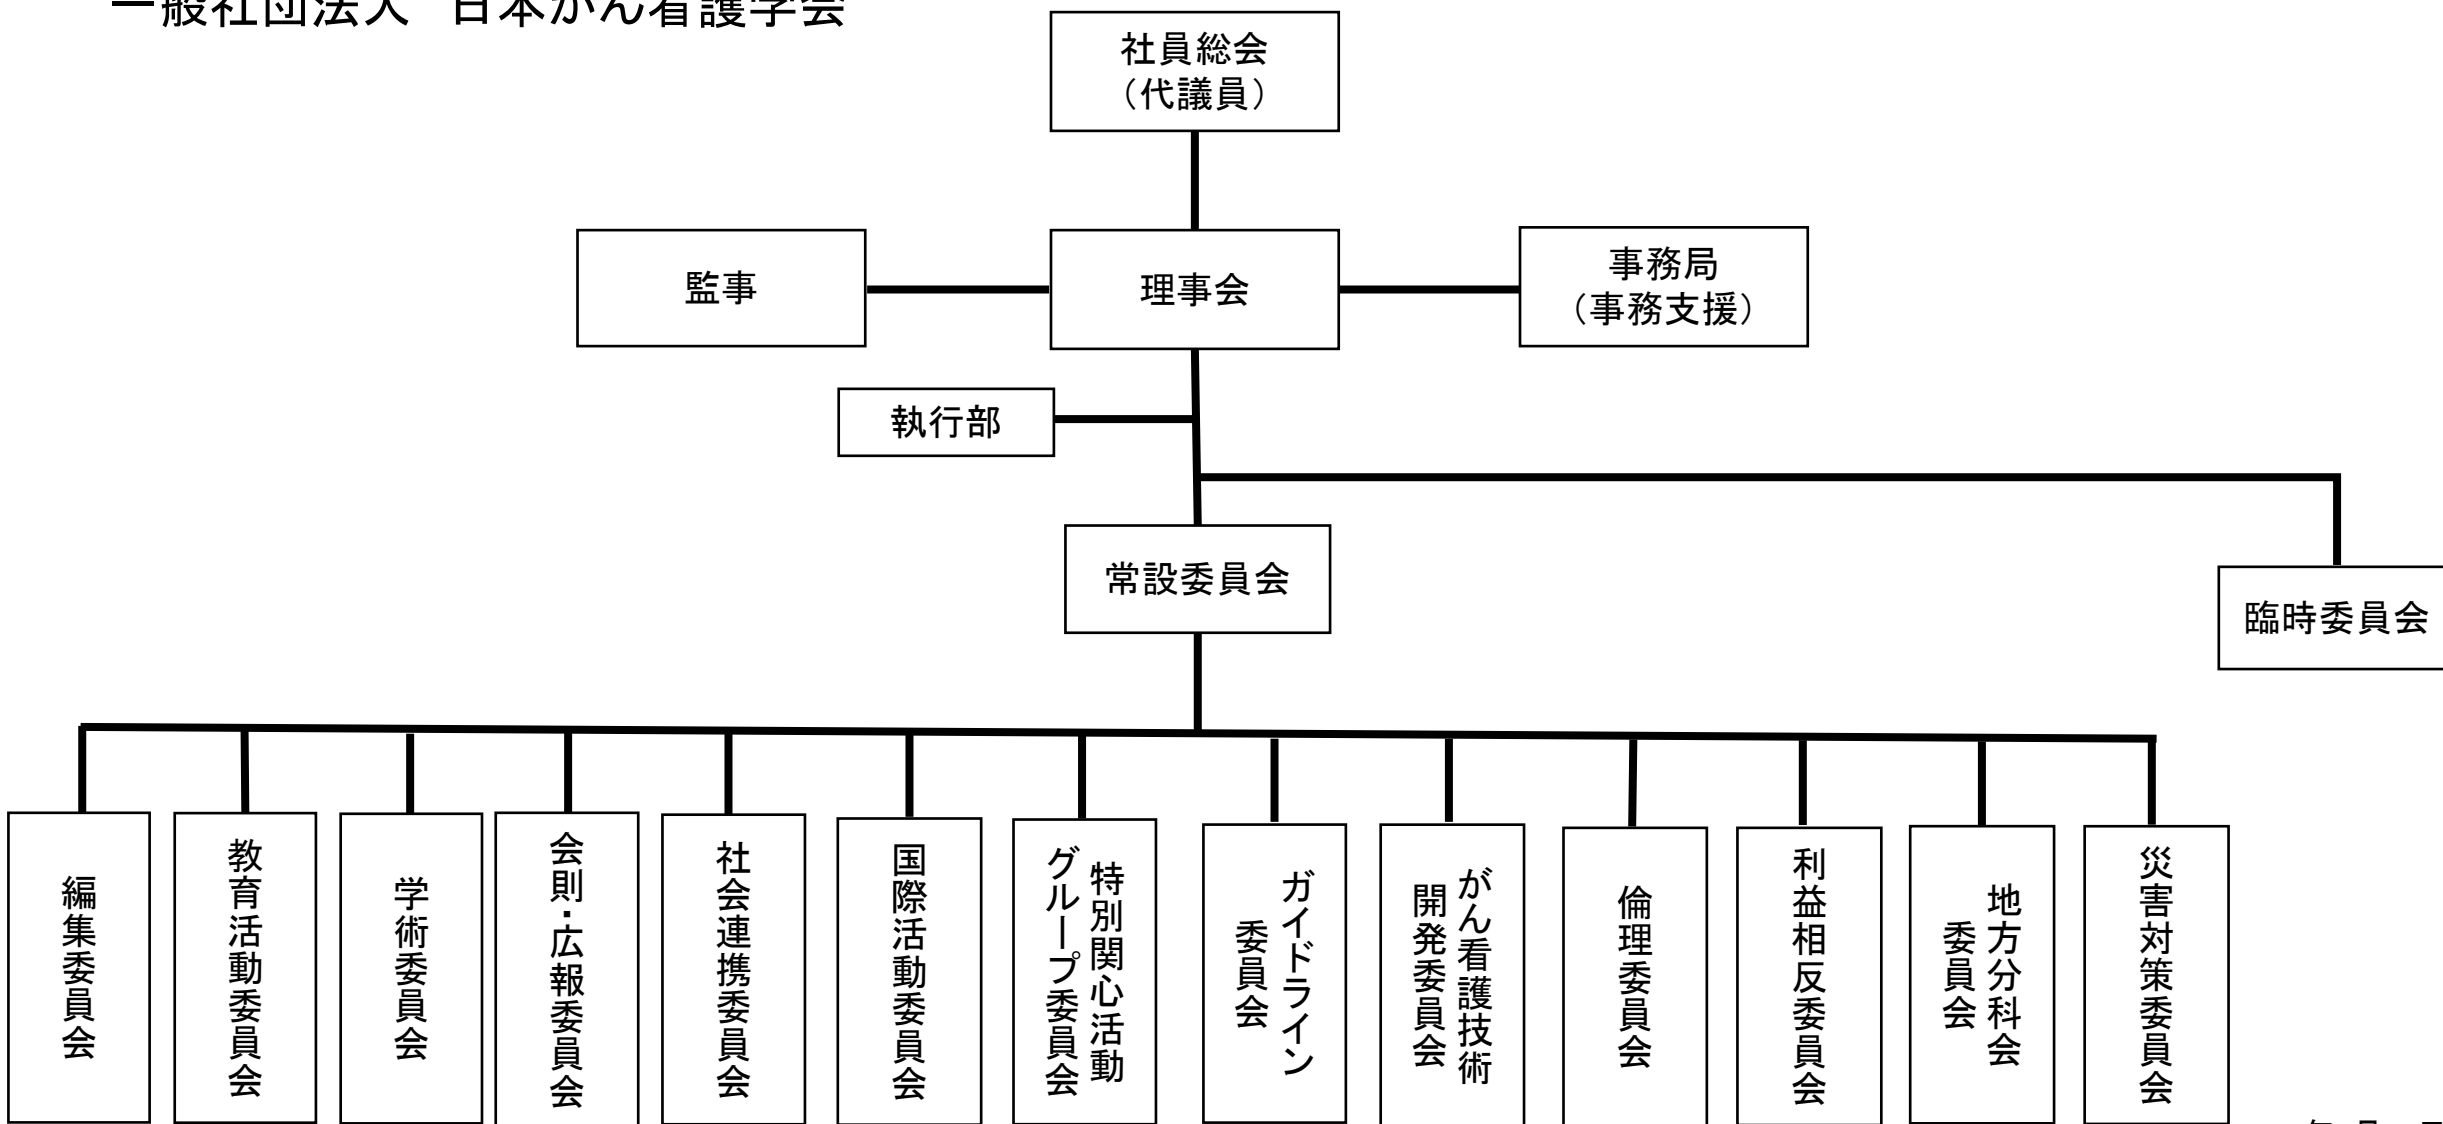 一般社団法人 日本がん看護学会
社員総会
（代議員）
監事
理事会
事務局
（事務支援）
執行部
常設委員会
臨時委員会
編集委員会
教育活動委員会
学術委員会
会則・広報委員会
社会連携委員会
国際活動委員会
特別関心活動
グループ委員会
ガイドライン
委員会
がん看護技術
開発委員会
倫理委員会
利益相反委員会
地方分科会
委員会
災害対策委員会